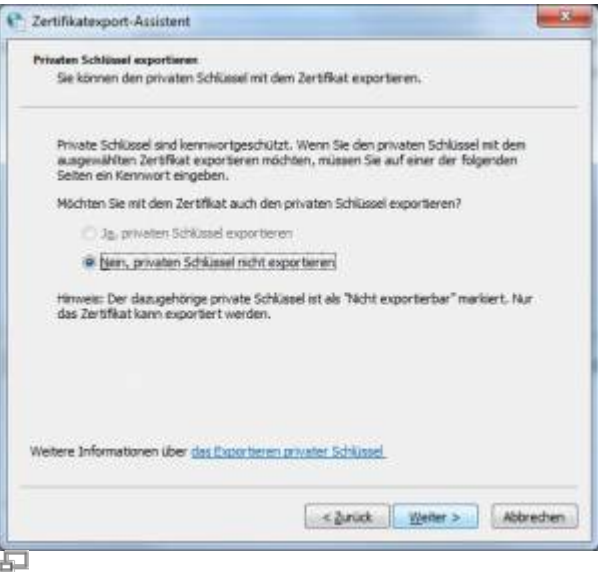 Zertifikatexport-Assistent
Privaten Schlüssel exportieren
Sie können den privaten Schlüssel mit dem Zertifikat exportieren.
Private Schlüssel sind kennwortgeschützt. Wenn Sie den privaten Schlüssel mit dem
ausgewählten Zertifikat exportieren möchten, müssen Sie auf einer der folgenden
Seiten ein Kennwort eingeben.
Möchten Sie mit dem Zertifikat auch den privaten Schlüssel exportieren?
Ja, privaten Schlüssel exportieren
Nein, privaten Schlüssel nicht exportieren
Hinweis: Der dazugehörige private Schlüssel ist als "Nicht exportierbar" markiert. Nur
das Zertifikat kann exportiert werden.
Weitere Informationen über das Exportieren privater Schlüssel
< Zurück Weiter > Abbrechen